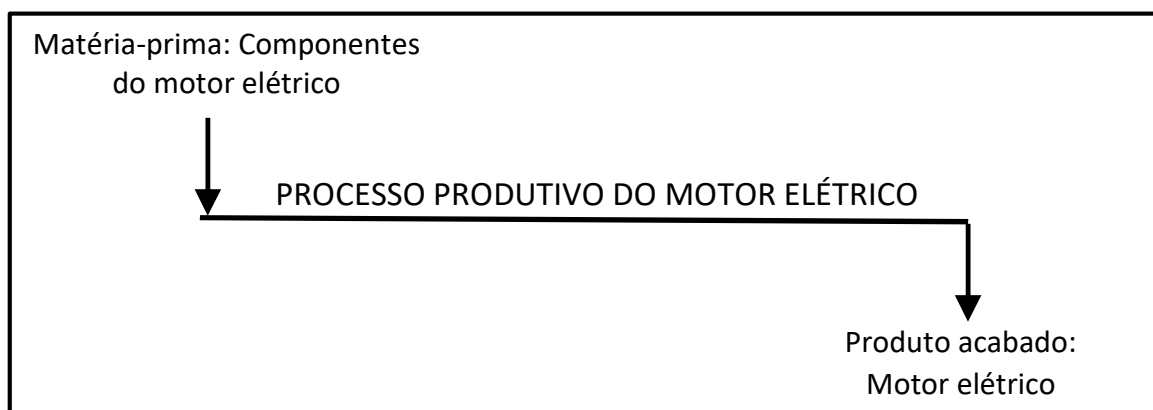 Matéria-prima: Componentes
do motor elétrico
PROCESSO PRODUTIVO DO MOTOR ELÉTRICO
Produto acabado:
Motor elétrico